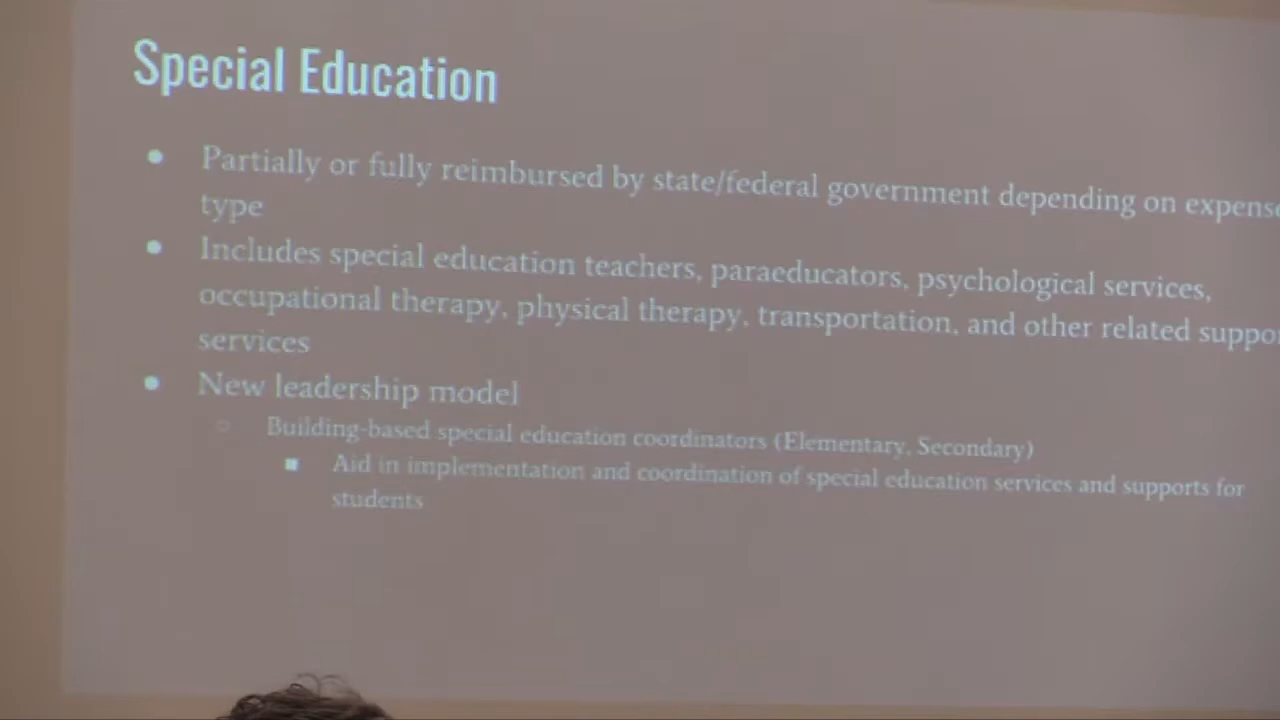 Special Education
● Partially or fully reimbursed by state/federal government depending on expense
type
● Includes special education teachers, paraeducators, psychological services,
occupational therapy, physical therapy, transportation, and other related suppo
services
● New leadership model
○ Building-based special education coordinators (Elementary, Secondary)
■ Aid in implementation and coordination of special education services and supports for
students